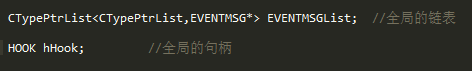 CTypePtrList<CTypePtrList,EVENTMSG*> EVENTMSGList;  //全局的链表
HOOK hHook;         //全局的句柄